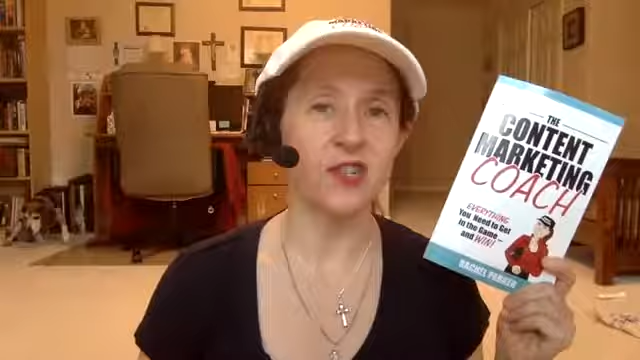 THE
CONTENT
MARKETING
COACH
EVERYTHING
You Need to Get
in the Game—
and WIN!
RACHEL PARKER